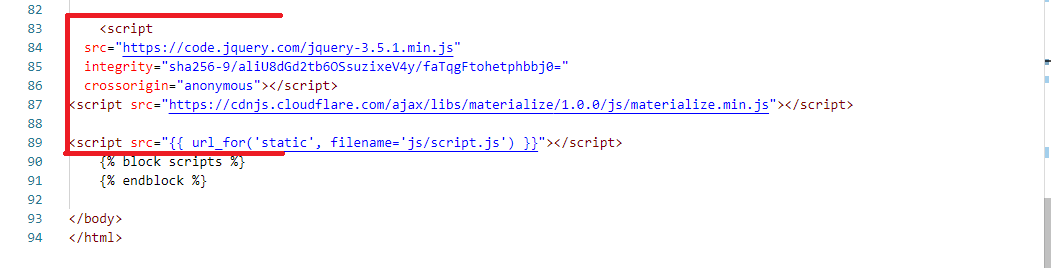 82
83 <script
84 src="https://code.jquery.com/jquery-3.5.1.min.js"
85 integrity="sha256-9/aliU8dGd2tb6OSsuzixeV4y/faTqgFtohetphbbj0="
86 crossorigin="anonymous"></script>
87 <script src="https://cdnjs.cloudflare.com/ajax/libs/materialize/1.0.0/js/materialize.min.js"></script>
88
89 <script src="{{ url_for('static', filename='js/script.js') }}"></script>
90 {% block scripts %}
91 {% endblock %}
92
93 </body>
94 </html>